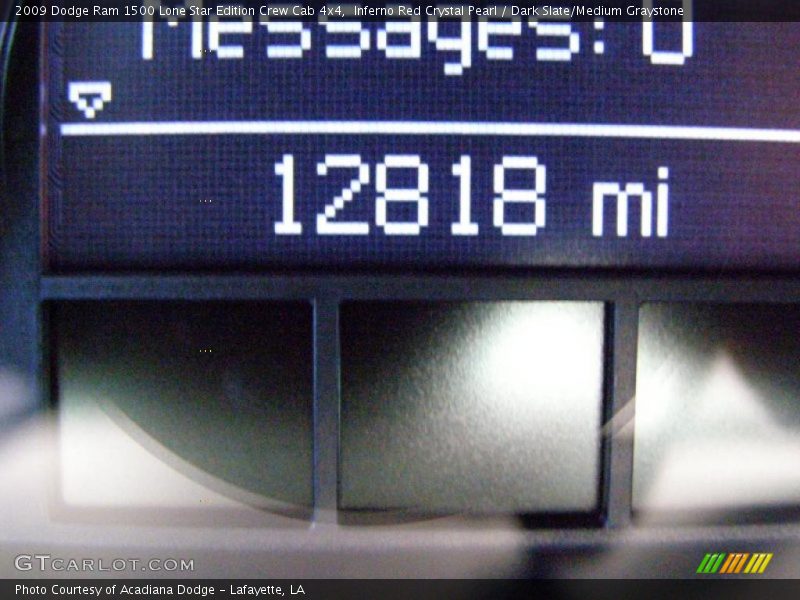 2009 Dodge Ram 1500 Lone Star Edition Crew Cab 4x4,  Inferno Red Crystal Pearl / Dark Slate/Medium Graystone
Messages: 0
12818 mi
GTCARLOT.COM
Photo Courtesy of Acadiana Dodge - Lafayette, LA